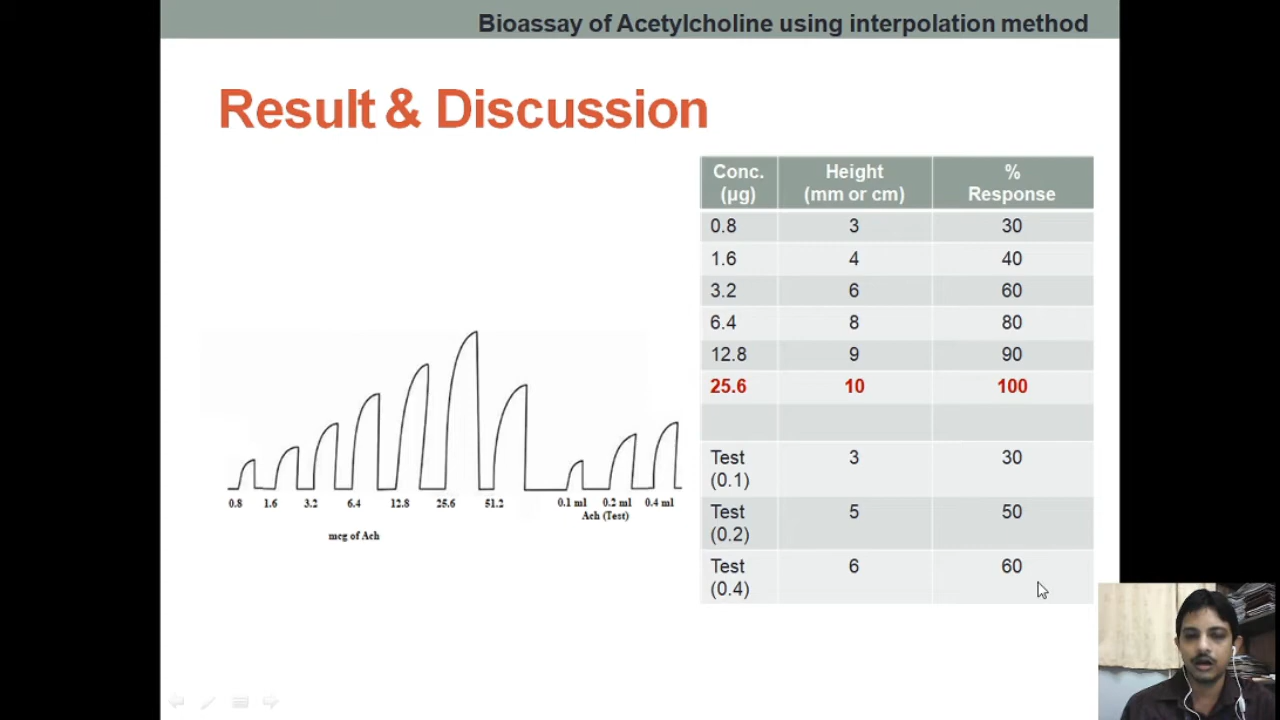 Bioassay of Acetylcholine using interpolation method
Result & Discussion
Conc. (µg) Height (mm or cm) % Response
0.8 3 30
1.6 4 40
3.2 6 60
6.4 8 80
12.8 9 90
25.6 10 100
Test (0.1) 3 30
Test (0.2) 5 50
Test (0.4) 6 60
0.8 1.6 3.2 6.4 12.8 25.6 51.2 0.1 ml 0.2 ml 0.4 ml
Ach (Test)
mcg of Ach